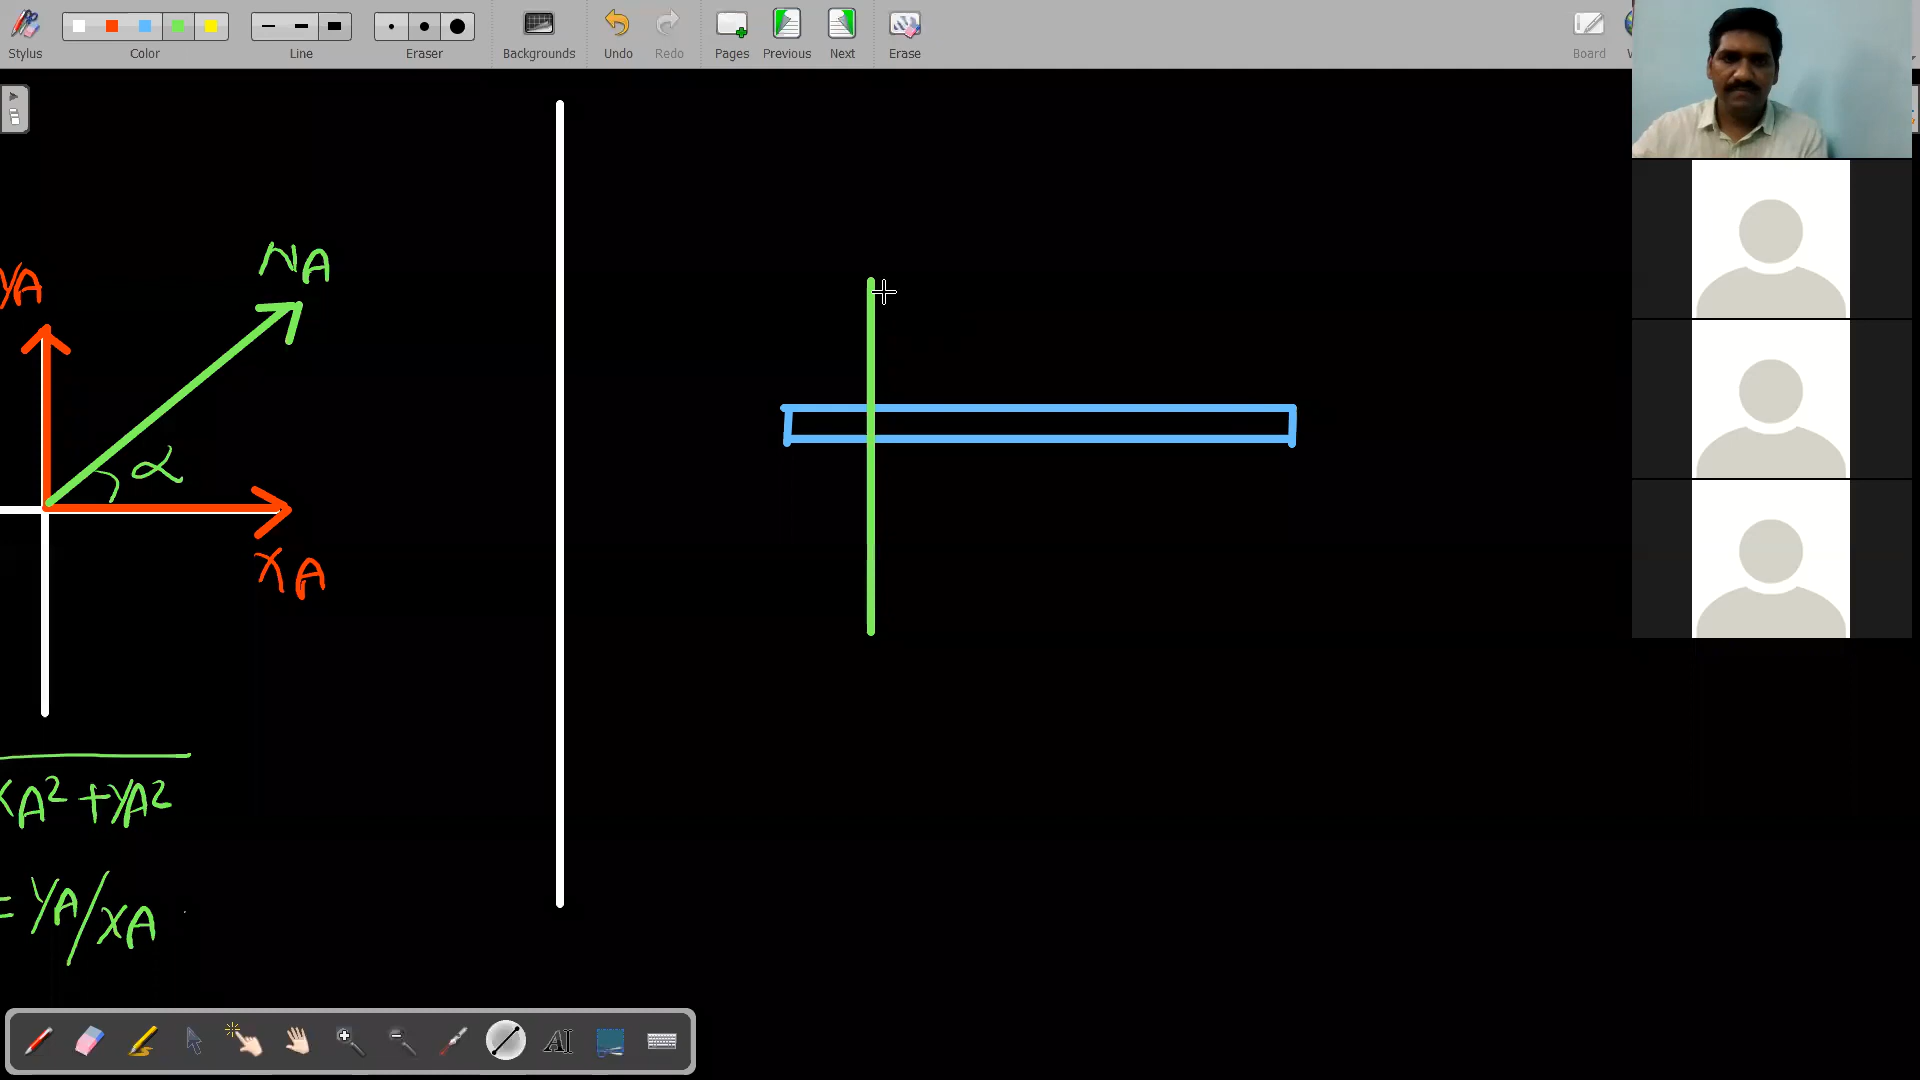 Stylus Color Line Eraser Backgrounds Undo Redo Pages Previous Next Erase Board
NA
YA
α
XA
XA² + YA²
= YA/XA
AI